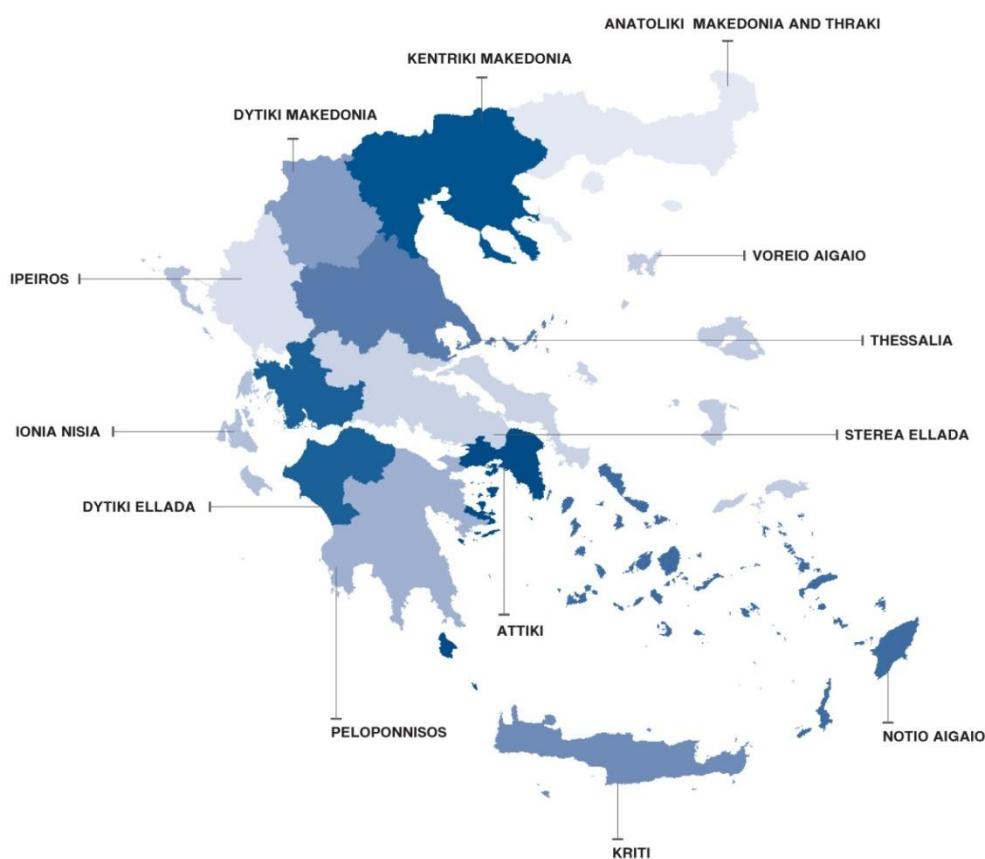 ANATOLIKI MAKEDONIA AND THRAKI
KENTRIKI MAKEDONIA
DYTIKI MAKEDONIA
VOREIO AIGAIO
IPEIROS
THESSALIA
IONIA NISIA
STEREA ELLADA
DYTIKI ELLADA
ATTIKI
PELOPONNISOS
NOTIO AIGAIO
KRITI